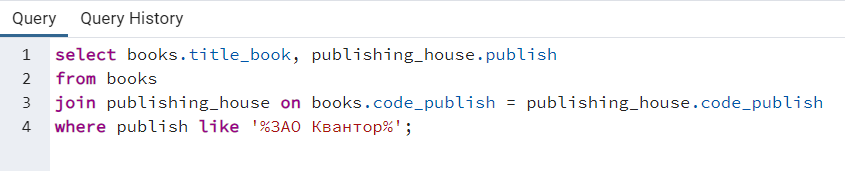 Query Query History
1 select books.title_book, publishing_house.publish
2 from books
3 join publishing_house on books.code_publish = publishing_house.code_publish
4 where publish like '%ЗАО Квантор%';